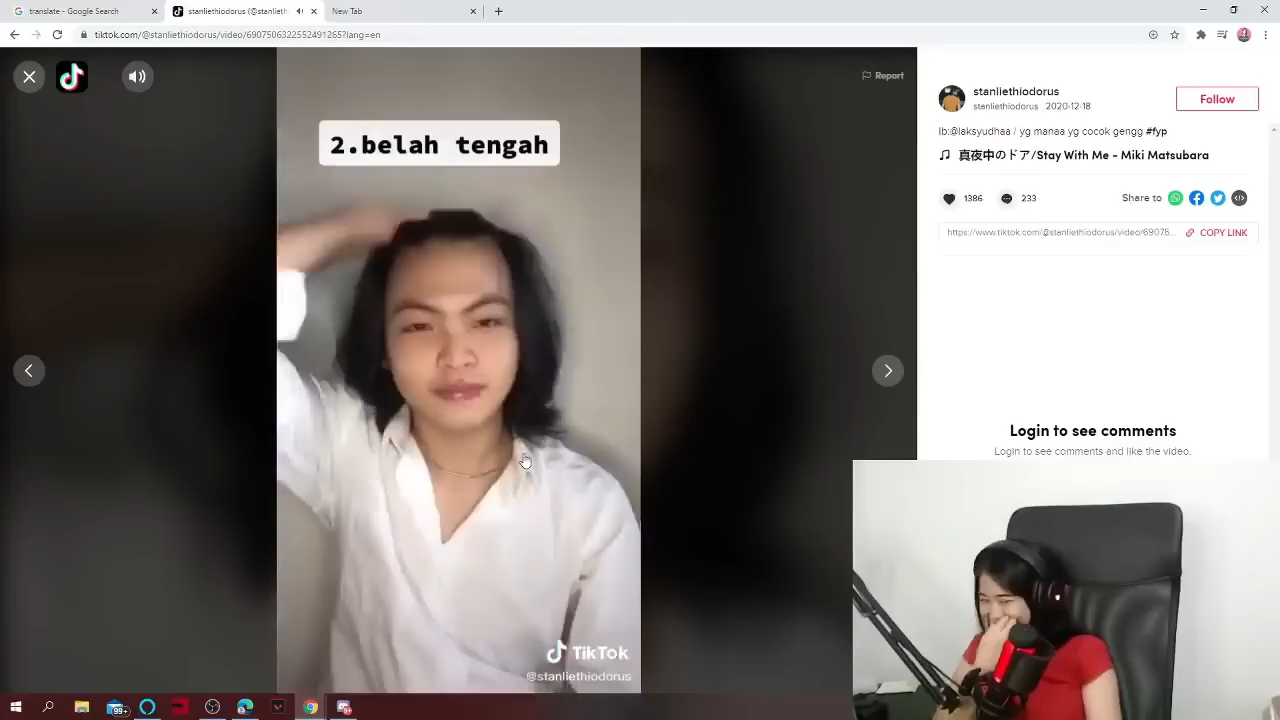 translate - Google Search
stanliethiodorus (@stanlieth
New Tab
tiktok.com/@stanliethiodorus/video/6907506322552491265?lang=en
Report
2.belah tengah
TikTok
@stanliethiodorus
stanliethiodorus
stanliethiodorus 2020-12-18
Follow
lb:@laksyudhaa / yg manaa yg cocok gengg #fyp
真夜中のドア/Stay With Me - Miki Matsubara
1386
233
Share to
https://www.tiktok.com/@stanliethiodorus/video/69075...
COPY LINK
Login to see comments
Login to see comments and like the video.
99+